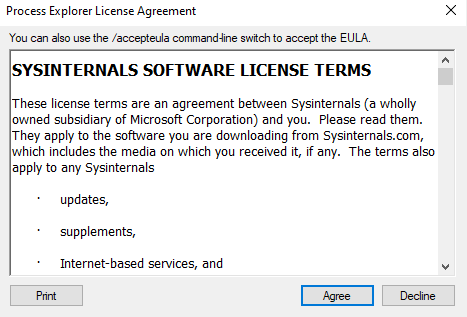 Process Explorer License Agreement
You can also use the /accepteula command-line switch to accept the EULA.
SYSINTERNALS SOFTWARE LICENSE TERMS
These license terms are an agreement between Sysinternals (a wholly
owned subsidiary of Microsoft Corporation) and you.  Please read them.
They apply to the software you are downloading from Sysinternals.com,
which includes the media on which you received it, if any.  The terms also
apply to any Sysinternals
· updates,
· supplements,
· Internet-based services, and
Print Agree Decline